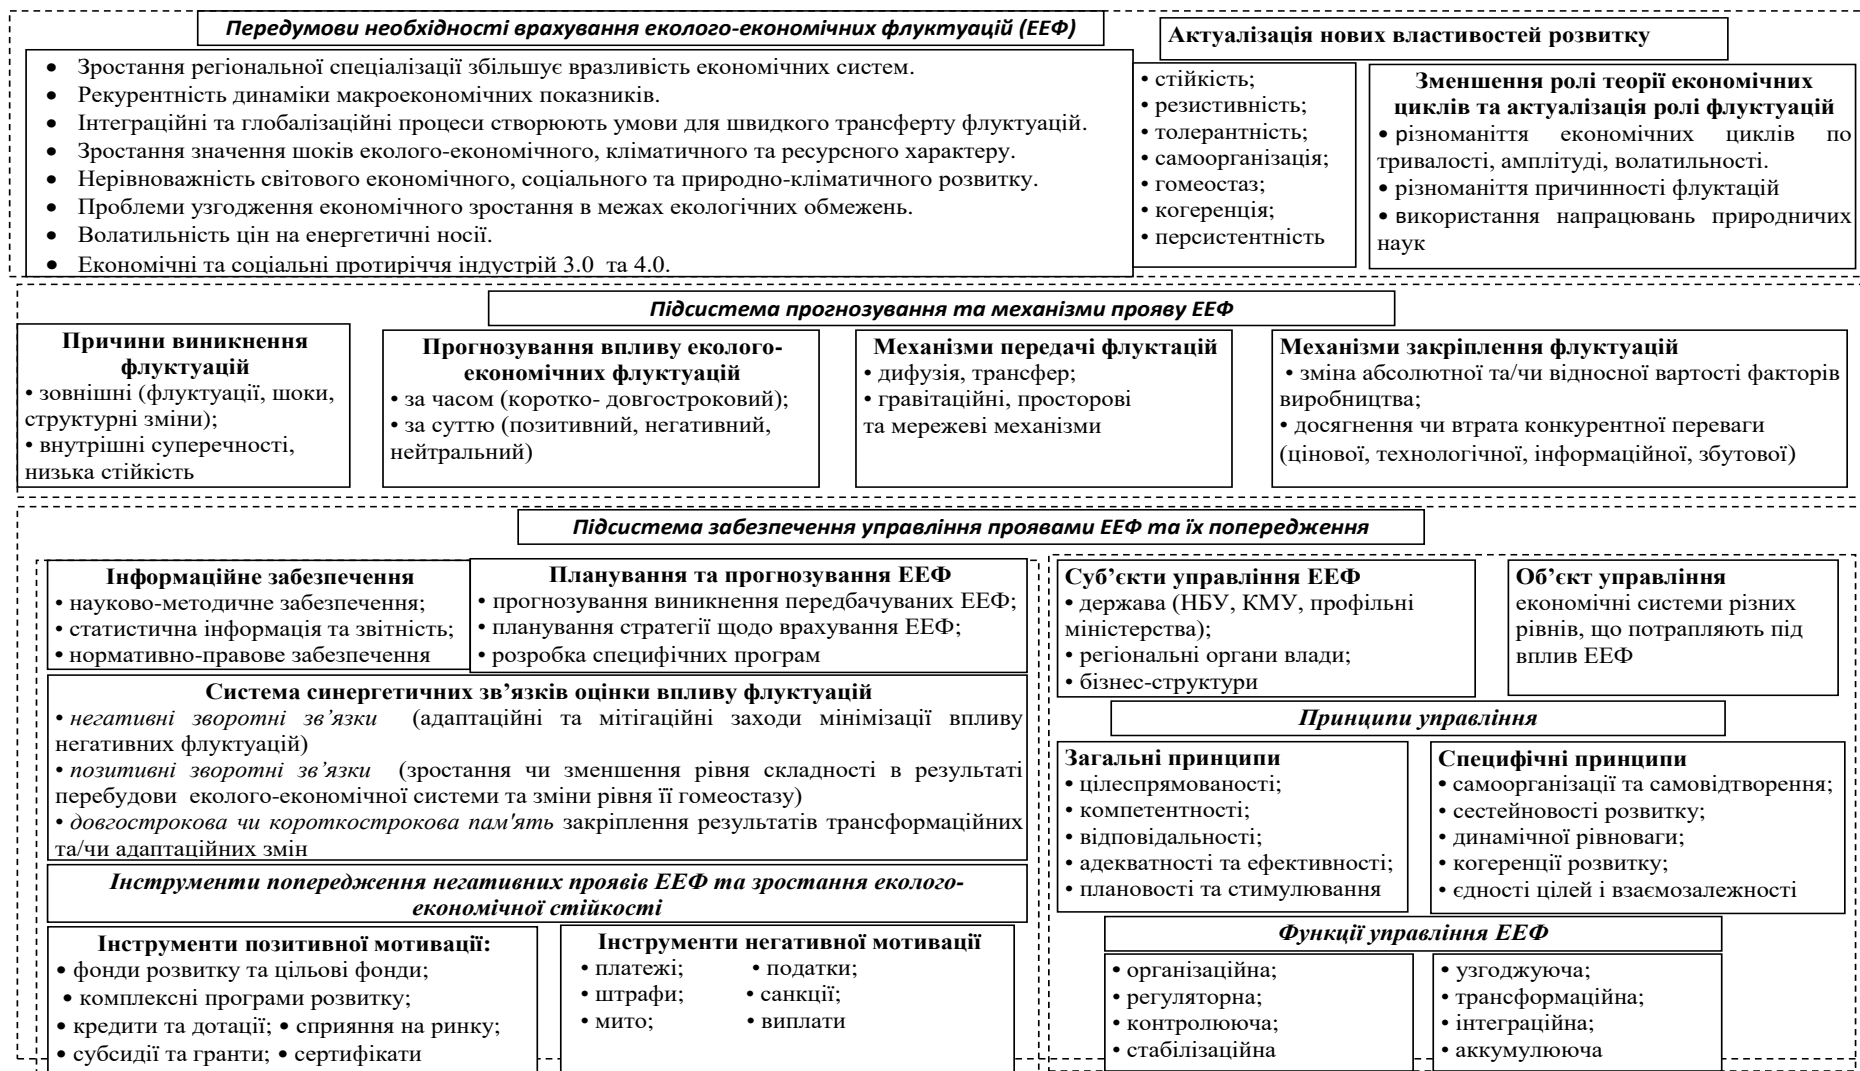 Передумови необхідності врахування еколого-економічних флуктуацій (ЕЕФ)
• Зростання регіональної спеціалізації збільшує вразливість економічних систем.
• Рекурентність динаміки макроекономічних показників.
• Інтеграційні та глобалізаційні процеси створюють умови для швидкого трансферту флуктуацій.
• Зростання значення шоків еколого-економічного, кліматичного та ресурсного характеру.
• Нерівноважність світового економічного, соціального та природно-кліматичного розвитку.
• Проблеми узгодження економічного зростання в межах екологічних обмежень.
• Волатильність цін на енергетичні носії.
• Економічні та соціальні протиріччя індустрій 3.0 та 4.0.
Актуалізація нових властивостей розвитку
• стійкість;
• резистивність;
• толерантність;
• самоорганізація;
• гомеостаз;
• когеренція;
• персистентність
Зменшення ролі теорії економічних
циклів та актуалізація ролі флуктуацій
• різноманіття економічних циклів по
тривалості, амплітуді, волатильності.
• різноманіття причинності флуктацій
• використання напрацювань природничих
наук
Підсистема прогнозування та механізми прояву ЕЕФ
Причини виникнення
флуктуацій
• зовнішні (флуктуації, шоки,
структурні зміни);
• внутрішні суперечності,
низька стійкість
Прогнозування впливу еколого-
економічних флуктуацій
• за часом (коротко- довгостроковий);
• за суттю (позитивний, негативний,
нейтральний)
Механізми передачі флуктацій
• дифузія, трансфер;
• гравітаційні, просторові
та мережеві механізми
Механізми закріплення флуктуацій
• зміна абсолютної та/чи відносної вартості факторів
виробництва;
• досягнення чи втрата конкурентної переваги
(цінової, технологічної, інформаційної, збутової)
Підсистема забезпечення управління проявами ЕЕФ та їх попередження
Інформаційне забезпечення
• науково-методичне забезпечення;
• статистична інформація та звітність;
• нормативно-правове забезпечення
Планування та прогнозування ЕЕФ
• прогнозування виникнення передбачуваних ЕЕФ;
• планування стратегії щодо врахування ЕЕФ;
• розробка специфічних програм
Система синергетичних зв’язків оцінки впливу флуктуацій
• негативні зворотні зв’язки (адаптаційні та мітігаційні заходи мінімізації впливу
негативних флуктуацій)
• позитивні зворотні зв’язки (зростання чи зменшення рівня складності в результаті
перебудови еколого-економічної системи та зміни рівня її гомеостазу)
• довгострокова чи короткострокова пам'ять закріплення результатів трансформаційних
та/чи адаптаційних змін
Інструменти попередження негативних проявів ЕЕФ та зростання еколого-
економічної стійкості
Інструменти позитивної мотивації:
• фонди розвитку та цільові фонди;
• комплексні програми розвитку;
• кредити та дотації; • сприяння на ринку;
• субсидії та гранти; • сертифікати
Інструменти негативної мотивації
• платежі; • податки;
• штрафи; • санкції;
• мито; • виплати
Суб’єкти управління ЕЕФ
• держава (НБУ, КМУ, профільні
міністерства);
• регіональні органи влади;
• бізнес-структури
Об’єкт управління
економічні системи різних
рівнів, що потрапляють під
вплив ЕЕФ
Принципи управління
Загальні принципи
• цілеспрямованості;
• компетентності;
• відповідальності;
• адекватності та ефективності;
• плановості та стимулювання
Специфічні принципи
• самоорганізації та самовідтворення;
• сестейновості розвитку;
• динамічної рівноваги;
• когеренції розвитку;
• єдності цілей і взаємозалежності
Функції управління ЕЕФ
• організаційна;
• регуляторна;
• контролююча;
• стабілізаційна
• узгоджуюча;
• трансформаційна;
• інтеграційна;
• аккумулююча